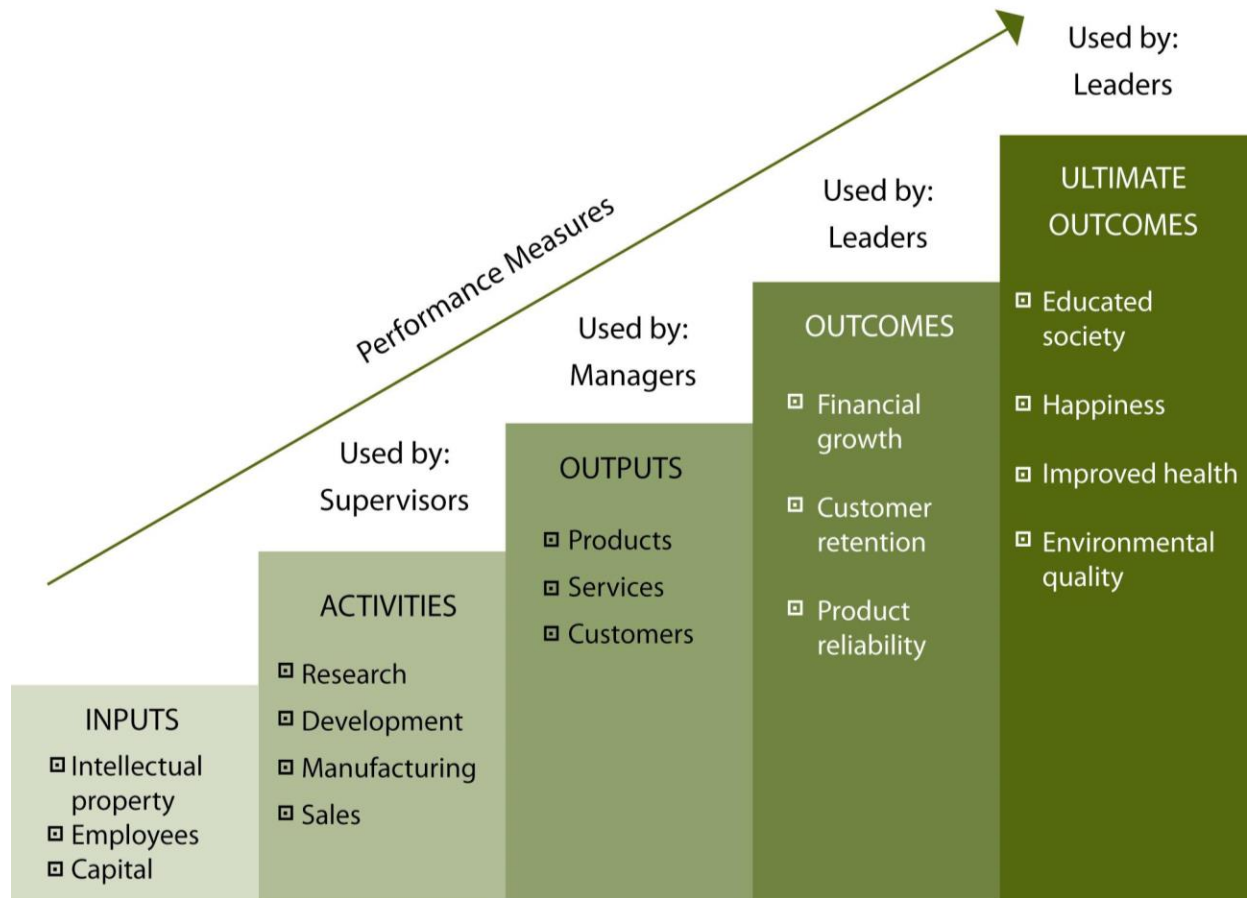 Performance Measures
INPUTS
Intellectual
property
Employees
Capital
Used by:
Supervisors
ACTIVITIES
Research
Development
Manufacturing
Sales
Used by:
Managers
OUTPUTS
Products
Services
Customers
Used by:
Leaders
OUTCOMES
Financial
growth
Customer
retention
Product
reliability
Used by:
Leaders
ULTIMATE
OUTCOMES
Educated
society
Happiness
Improved health
Environmental
quality